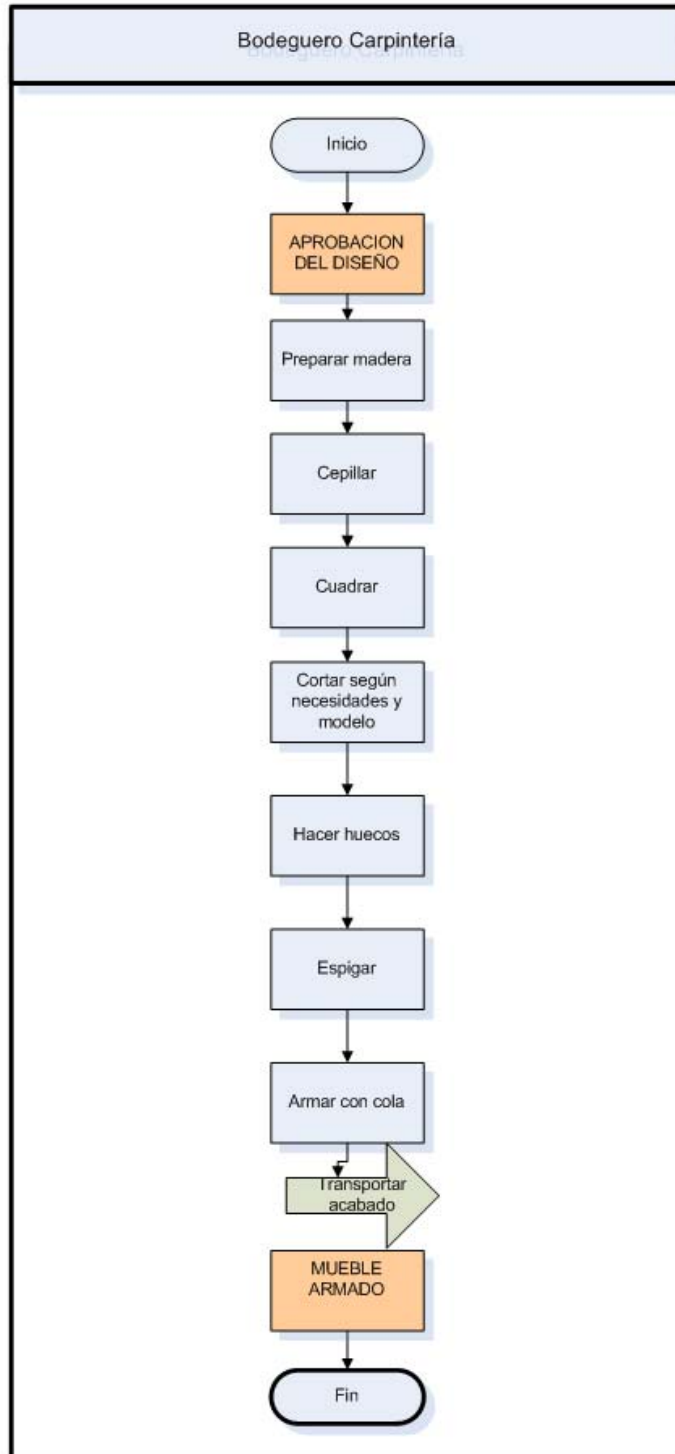 Bodeguero Carpintería
Inicio
APROBACION
DEL DISEÑO
Preparar madera
Cepillar
Cuadrar
Cortar según
necesidades y
modelo
Hacer huecos
Espigar
Armar con cola
Transportar
acabado
MUEBLE
ARMADO
Fin